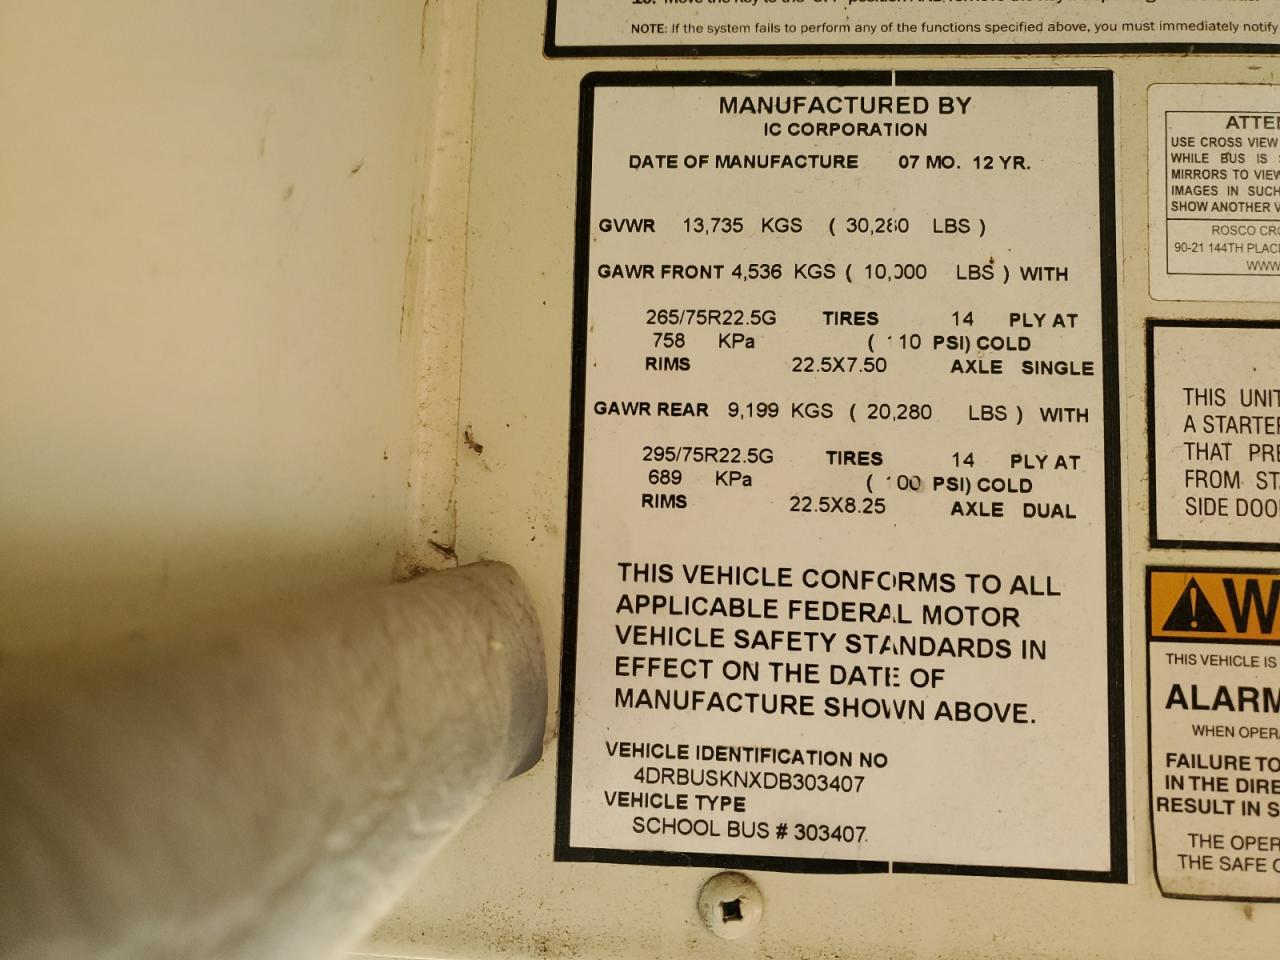 NOTE: If the system fails to perform any of the functions specified above, you must immediately notify
MANUFACTURED BY
IC CORPORATION
DATE OF MANUFACTURE 07 MO. 12 YR.
GVWR 13,735 KGS ( 30,280 LBS )
GAWR FRONT 4,536 KGS ( 10,000 LBS ) WITH
265/75R22.5G TIRES 14 PLY AT
758 KPa ( 110 PSI) COLD
RIMS 22.5X7.50 AXLE SINGLE
GAWR REAR 9,199 KGS ( 20,280 LBS ) WITH
295/75R22.5G TIRES 14 PLY AT
689 KPa ( 100 PSI) COLD
RIMS 22.5X8.25 AXLE DUAL
THIS VEHICLE CONFORMS TO ALL
APPLICABLE FEDERAL MOTOR
VEHICLE SAFETY STANDARDS IN
EFFECT ON THE DATE OF
MANUFACTURE SHOWN ABOVE.
VEHICLE IDENTIFICATION NO
4DRBUSKNXDB303407
VEHICLE TYPE
SCHOOL BUS # 303407
USE CROSS VIEW
WHILE BUS IS
MIRRORS TO VIEW
IMAGES IN SUCH
SHOW ANOTHER
ROSCO
90-21 144TH
WWW
THIS UNIT
A
THAT
FROM
SIDE
THIS VEHICLE IS
ALARM
WHEN
FAILURE TO
IN THE
RESULT IN
THE
THE SAFE